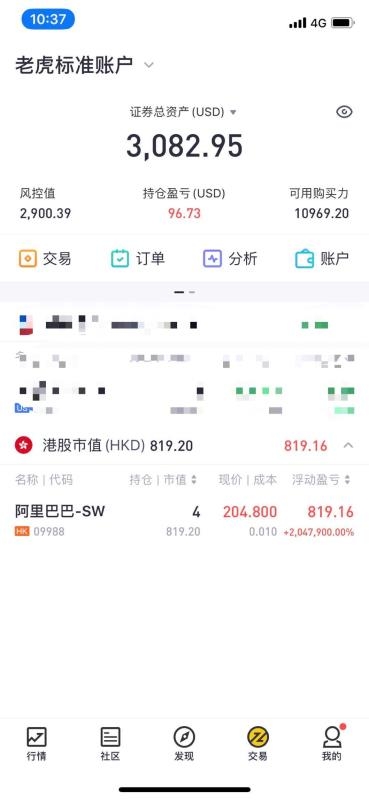 10:37 4G
老虎标准账户
证券总资产(USD)
3,082.95
风控值 持仓盈亏(USD) 可用购买力
2,900.39 96.73 10969.20
交易 订单 分析 账户
港股市值(HKD) 819.20 819.16
名称 | 代码 持仓 | 市值 现价 | 成本 浮动盈亏
阿里巴巴-SW 4 204.800 819.16
HK 09988 819.20 0.010 +2,047,900.00%
行情 社区 发现 交易 我的